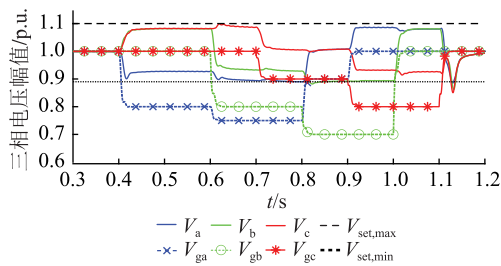 三相电压幅值/p.u.
1.1
1.0
0.9
0.8
0.7
0.6
0.3 0.4 0.5 0.6 0.7 0.8 0.9 1.0 1.1 1.2
t/s
Va Vb Vc Vset,max
Vga Vgb Vgc Vset,min